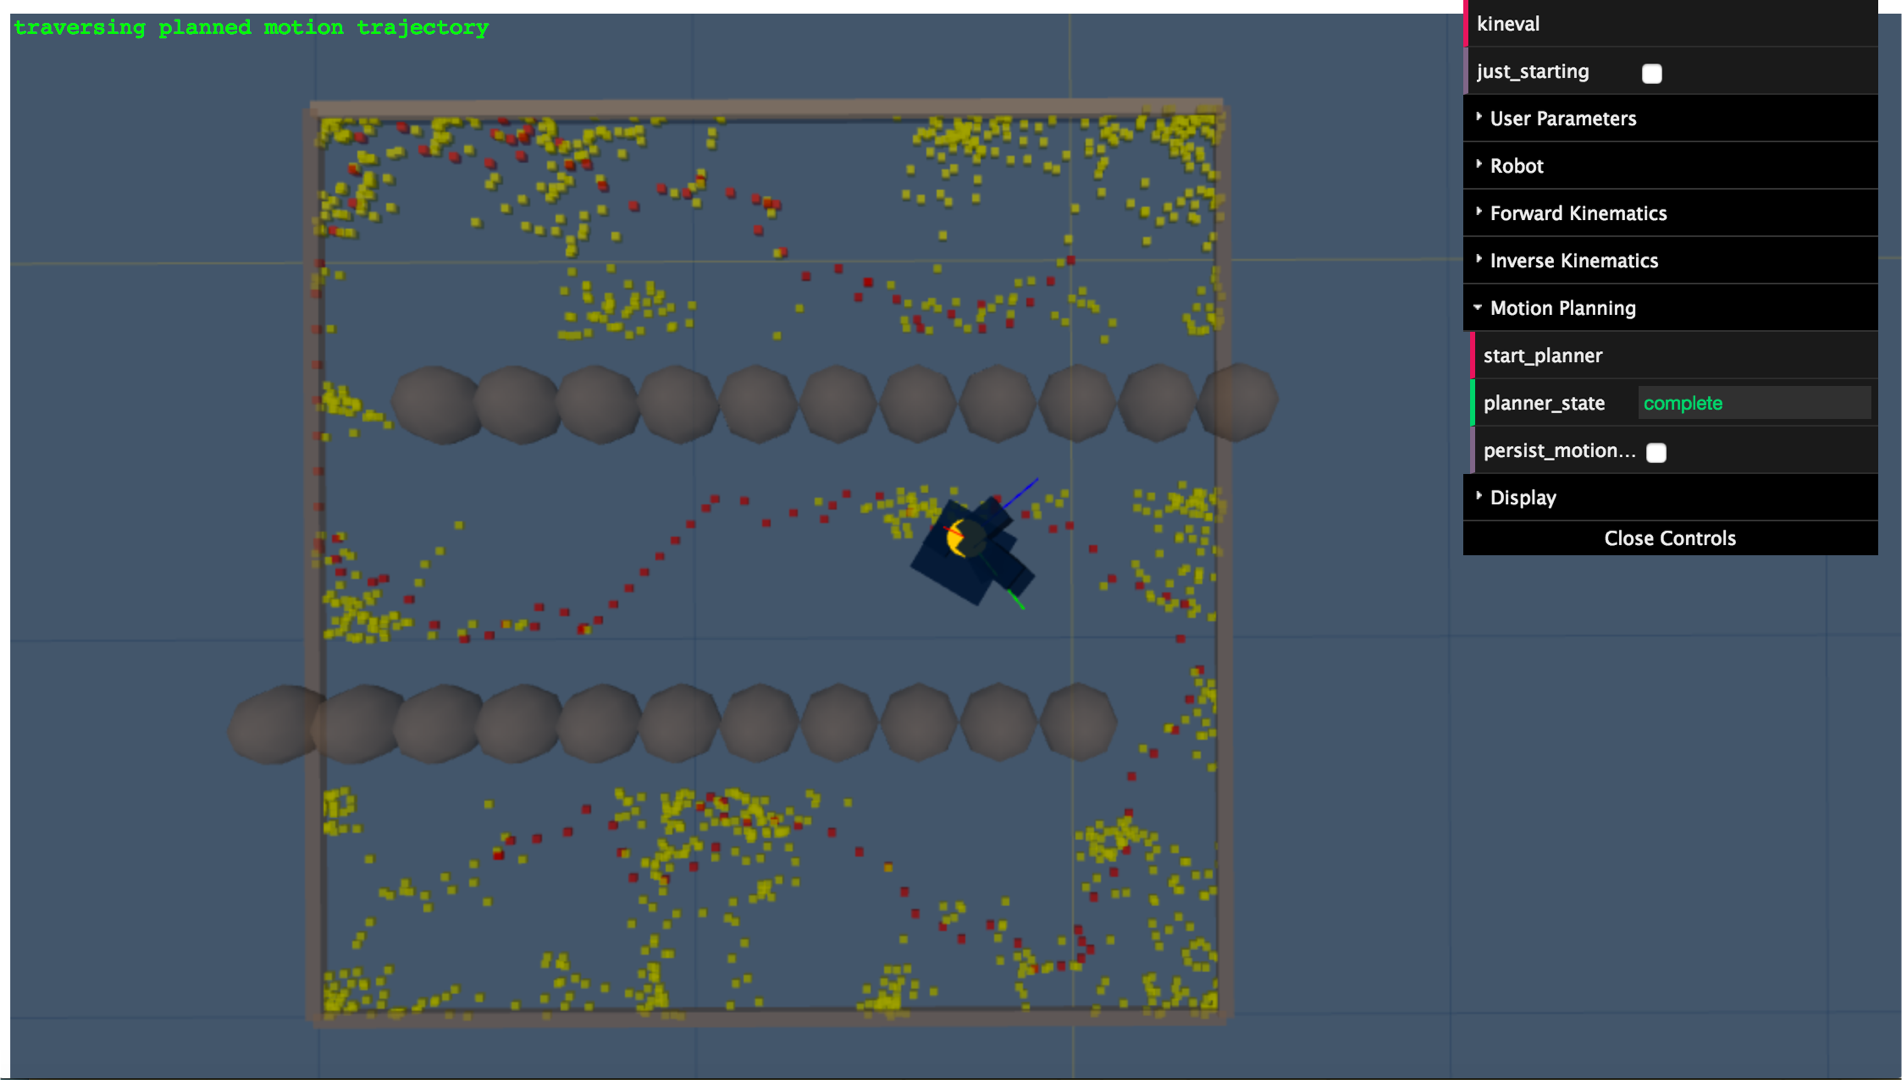 traversing planned motion trajectory
kineval
just_starting
User Parameters
Robot
Forward Kinematics
Inverse Kinematics
Motion Planning
start_planner
planner_state complete
persist_motion...
Display
Close Controls